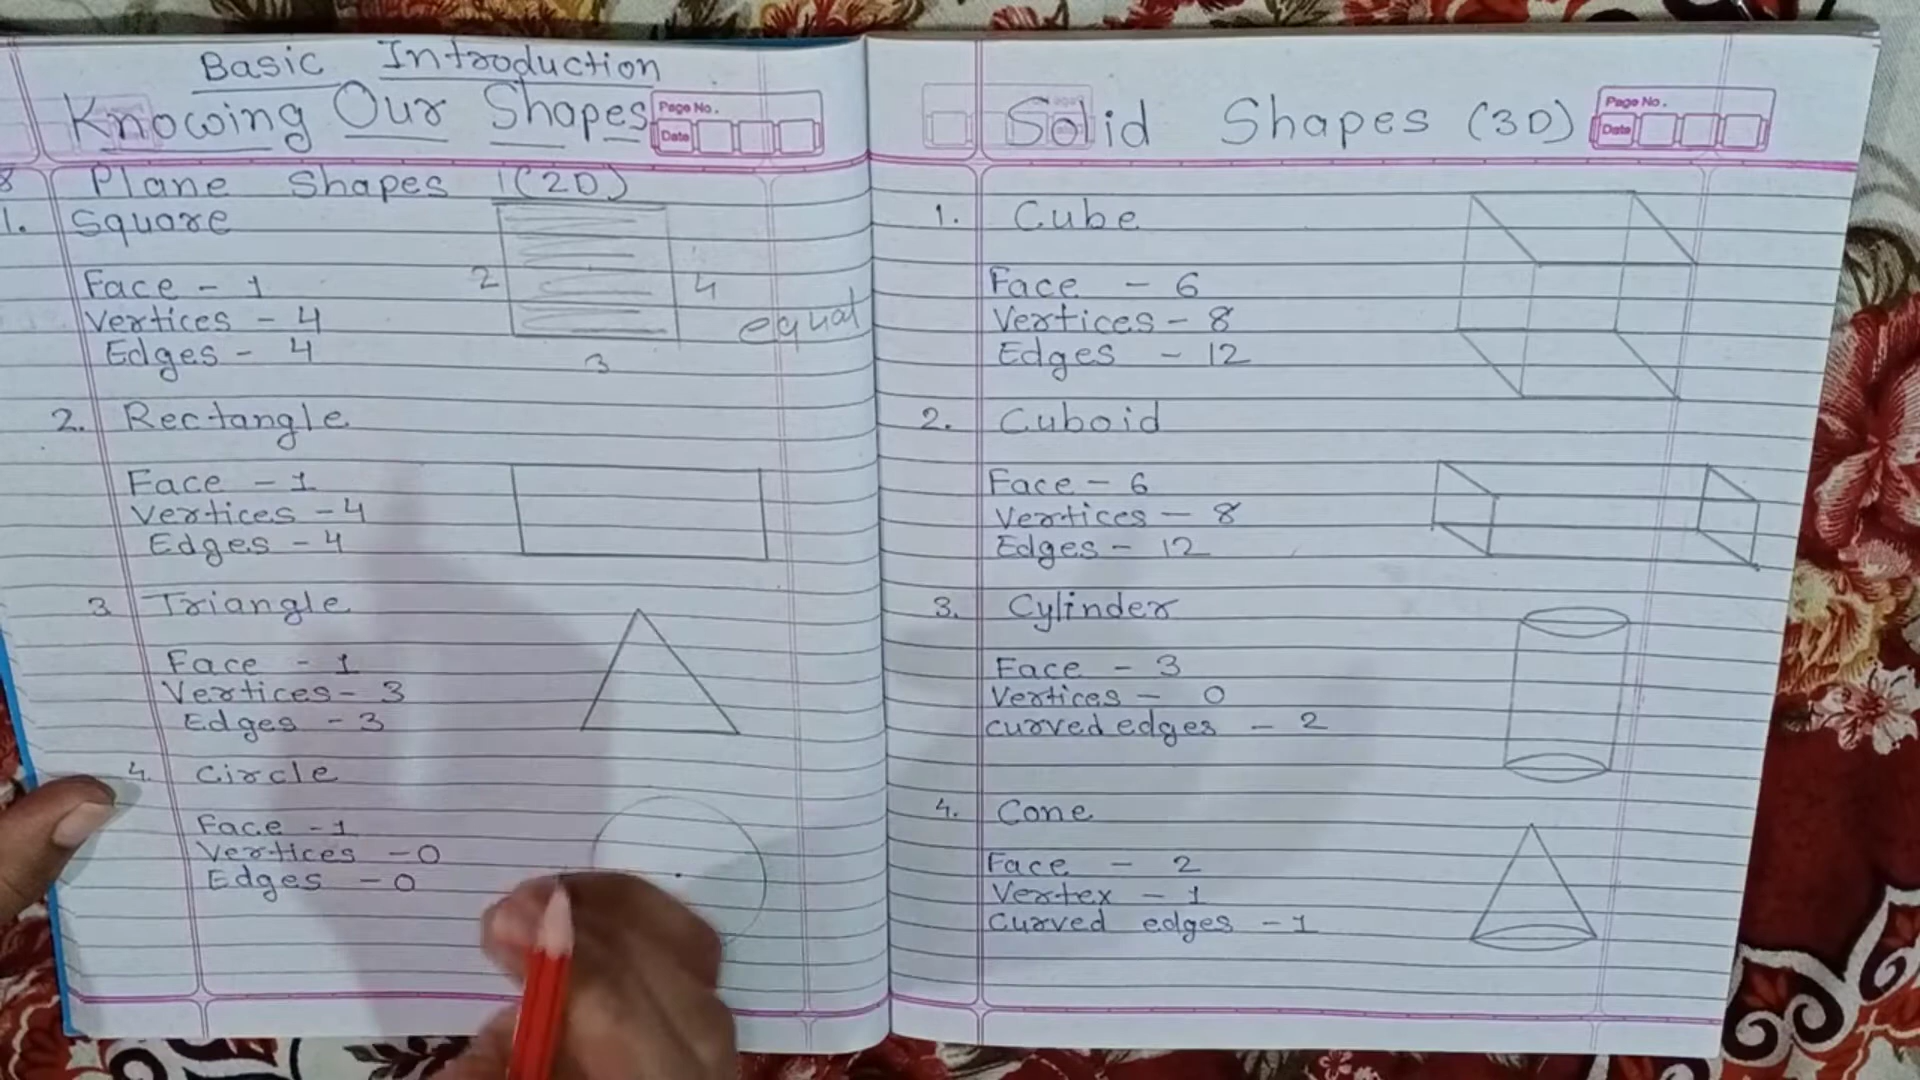 Basic Introduction
Knowing Our Shapes
Page No.
Date
Plane Shapes (2D)
1. Square
2
4
3
equal
Face - 1
Vertices - 4
Edges - 4
2. Rectangle
Face - 1
Vertices - 4
Edges - 4
3. Triangle
Face - 1
Vertices - 3
Edges - 3
4. Circle
Face - 1
Vertices - 0
Edges - 0
Solid Shapes (3D)
Page No.
Date
1. Cube
Face - 6
Vertices - 8
Edges - 12
2. Cuboid
Face - 6
Vertices - 8
Edges - 12
3. Cylinder
Face - 3
Vertices - 0
curved edges - 2
4. Cone
Face - 2
Vertex - 1
Curved edges - 1